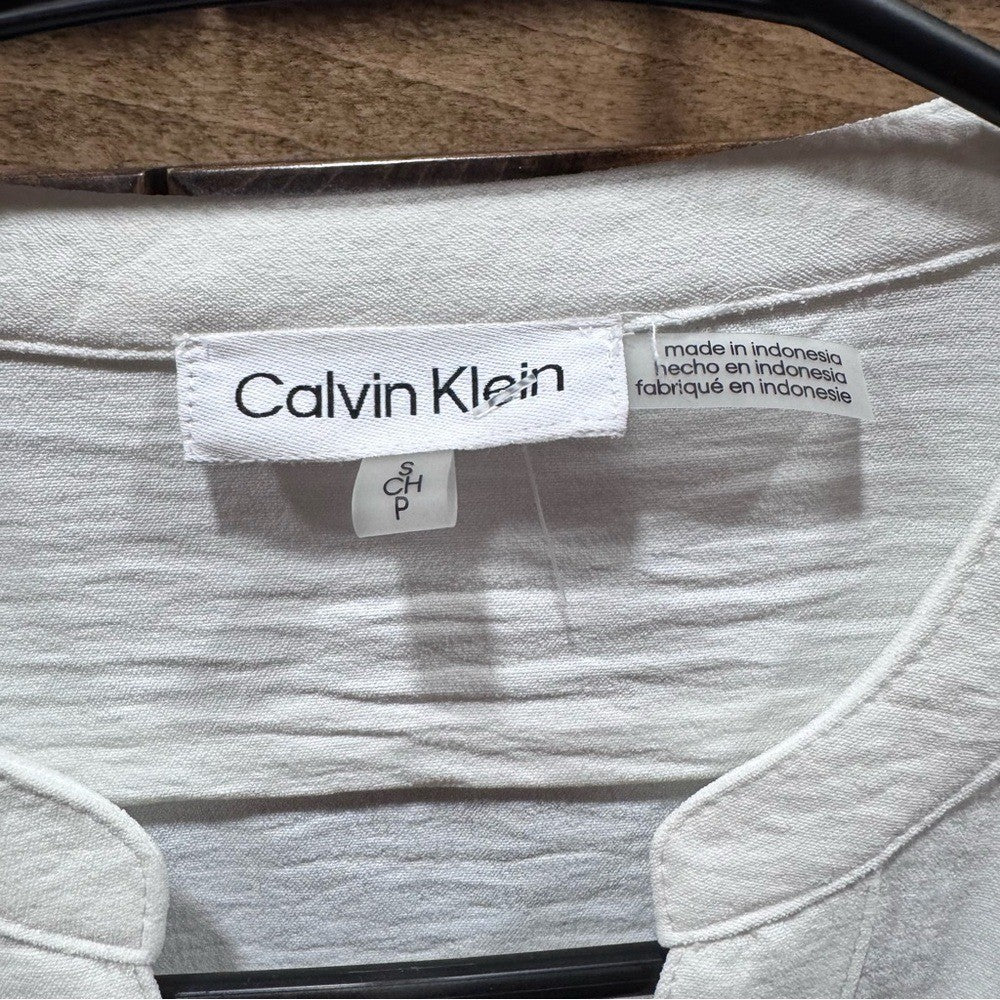 Calvin Klein
S
CH
P
made in indonesia
hecho en indonesia
fabriqué en indonesie